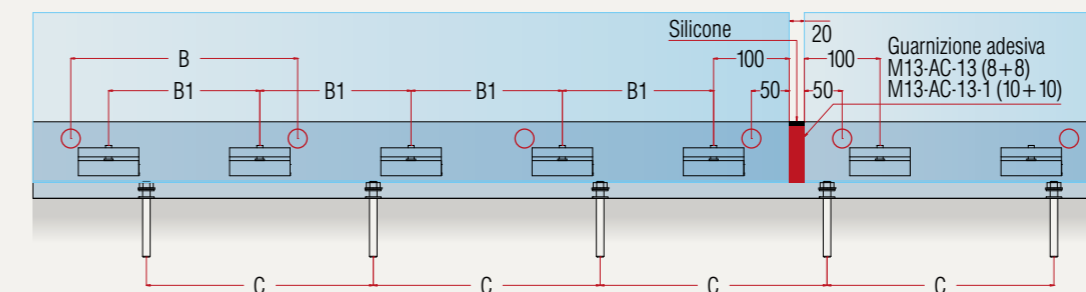 Silicone
20
Guarnizione adesiva
M13-AC-13 (8+8)
M13-AC-13-1 (10+10)
B
100
100
B1
B1
B1
B1
50
50
C
C
C
C